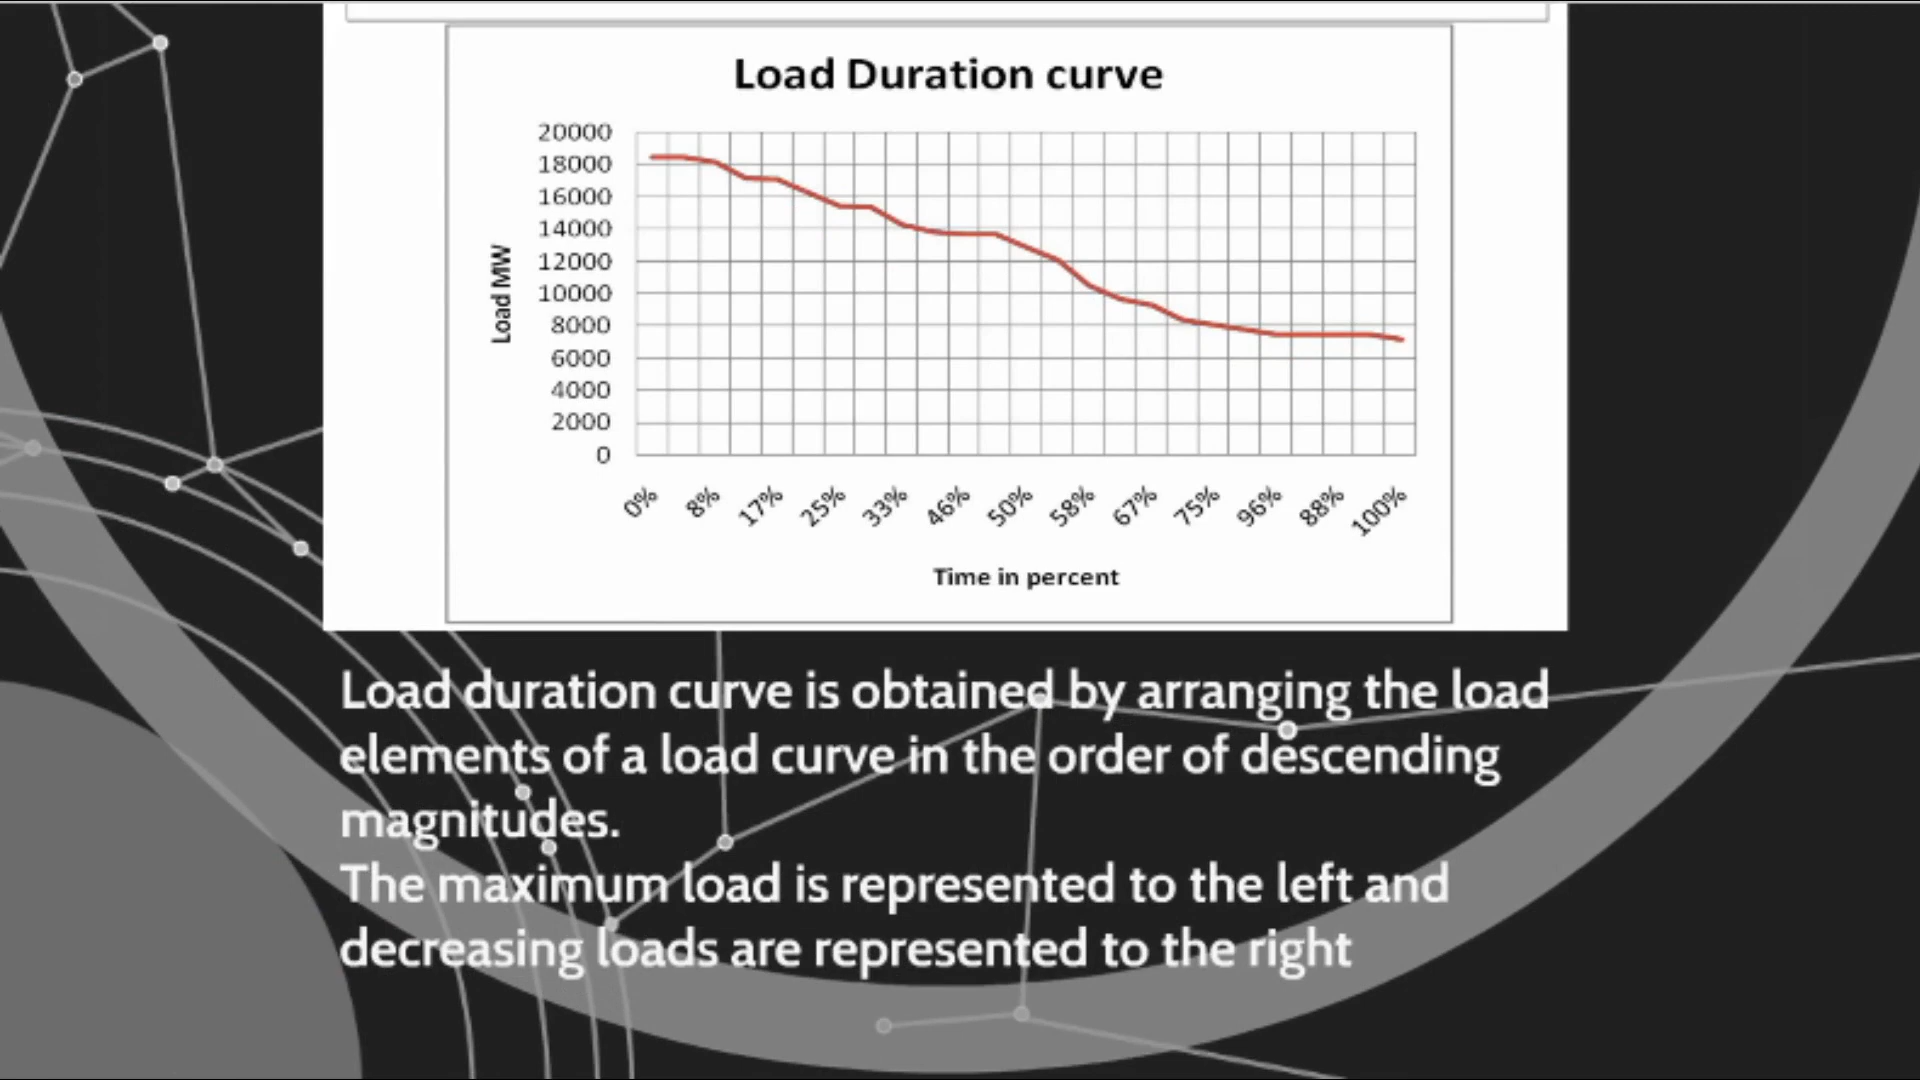 Load Duration curve
20000
18000
16000
14000
12000
10000
8000
6000
4000
2000
0
Load MW
0% 8% 17% 25% 33% 46% 50% 58% 67% 75% 96% 88% 100%
Time in percent
Load duration curve is obtained by arranging the load
elements of a load curve in the order of descending
magnitudes.
The maximum load is represented to the left and
decreasing loads are represented to the right